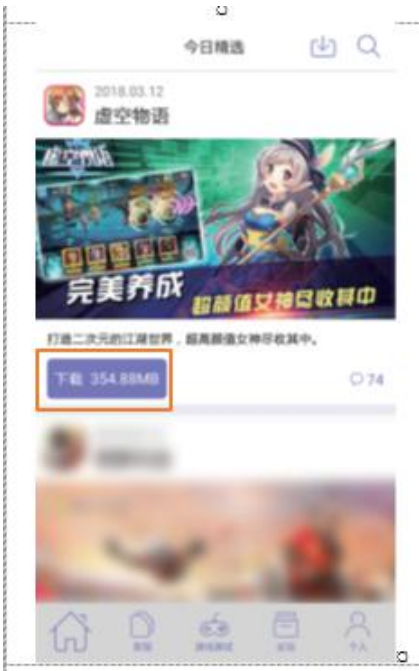 今日精选
2018.03.12
虚空物语
虚空物语
完美养成
超颜值女神尽收其中
打造二次元的江湖世界，超高颜值女神尽收其中。
下载 354.88MB
74
个人